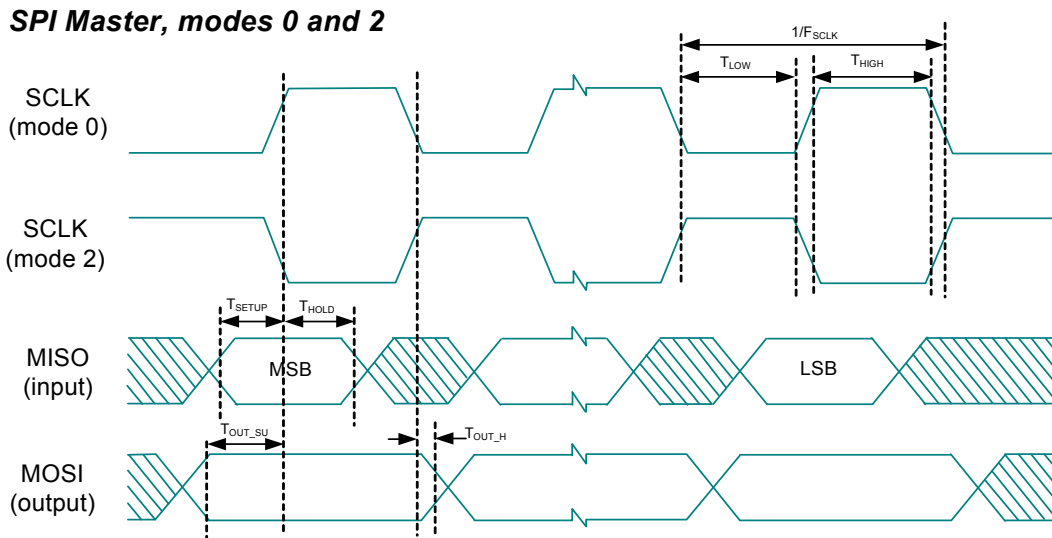 SPI Master, modes 0 and 2
1/FSCLK
TLOW
THIGH
SCLK
(mode 0)
SCLK
(mode 2)
TSETUP
THOLD
MISO
(input)
MSB
LSB
TOUT_SU
TOUT_H
MOSI
(output)